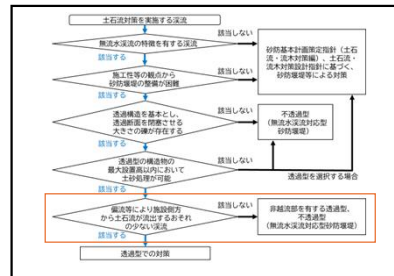 土石流対策を実施する渓流
該当しない
無流水渓流の特徴を有する渓流
該当する
該当しない
施工性等の観点から
砂防堰堤の整備が困難
砂防基本計画策定指針（土石
流・流木対策編）、土石流・
流木対策設計指針に基づく、
砂防堰堤等による対策
該当する
該当しない
透過構造を基本とし、
透過断面を閉塞させる
大きさの礫が存在する
不透過型
（無流水渓流対応型
砂防堰堤）
該当する
該当しない
透過型の構造物の
最大設置高以内において
土砂処理が可能
透過型を選択する場合
該当する
該当しない
偏流等により施設側方
から土石流が流出するおそれ
の少ない渓流
非越流部を有する透過型、
不透過型
（無流水渓流対応型砂防堰堤）
該当する
透過型での対策